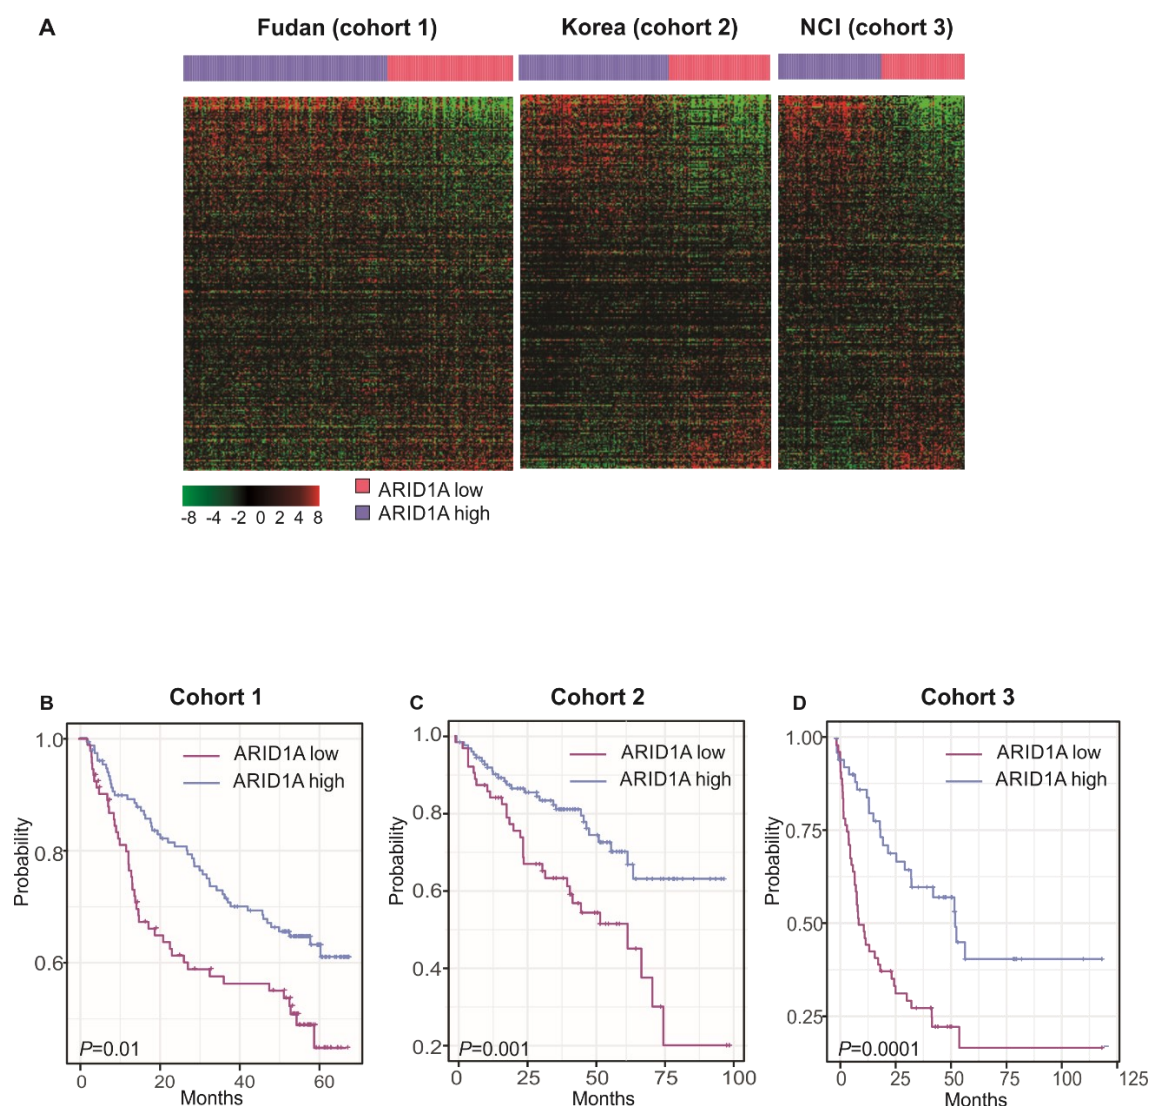 A
Fudan (cohort 1)
Korea (cohort 2)
NCI (cohort 3)
-8 -4 -2 0 2 4 8
ARID1A low
ARID1A high
B
Cohort 1
Probability
1.0
0.8
0.6
ARID1A low
ARID1A high
P=0.01
0 20 40 60
Months
C
Cohort 2
Probability
1.0
0.8
0.6
0.4
0.2
ARID1A low
ARID1A high
P=0.001
0 25 50 75 100
Months
D
Cohort 3
Probability
1.00
0.75
0.50
0.25
ARID1A low
ARID1A high
P=0.0001
0 25 50 75 100 125
Months